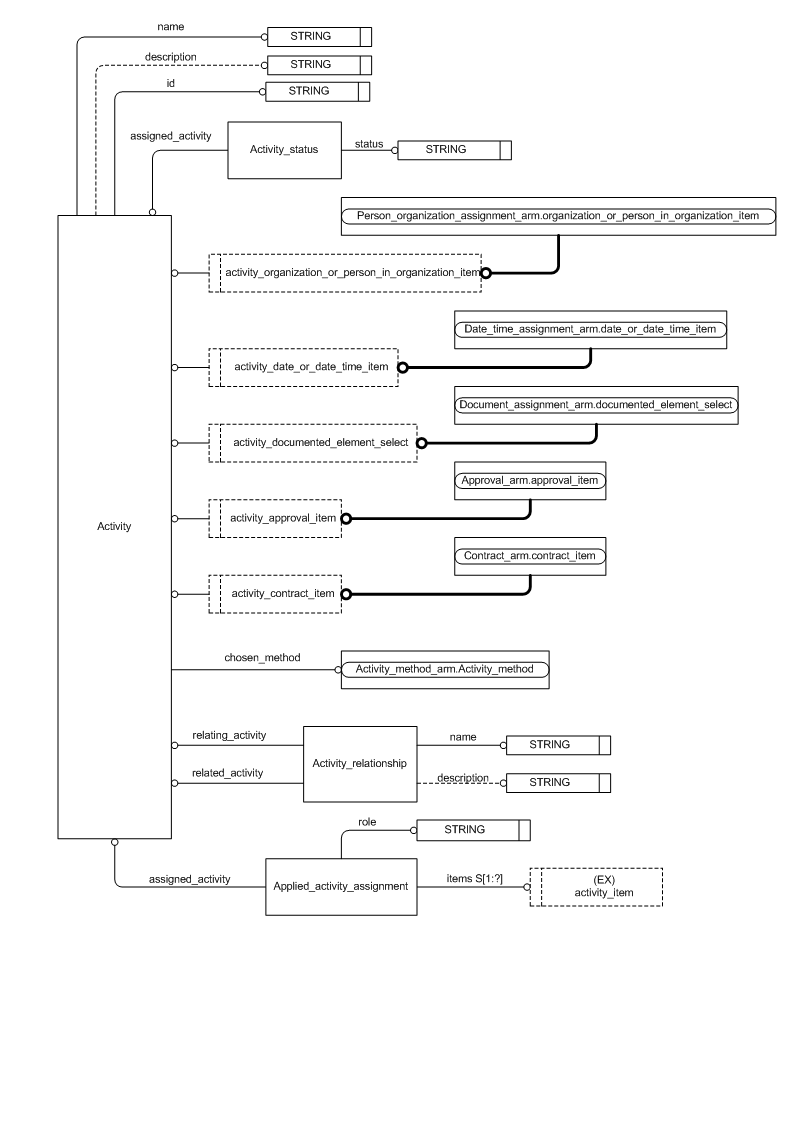 name
STRING
description
STRING
id
STRING
assigned_activity
Activity_status
status
STRING
Person_organization_assignment_arm.organization_or_person_in_organization_item
activity_organization_or_person_in_organization_item
Date_time_assignment_arm.date_or_date_time_item
activity_date_or_date_time_item
Document_assignment_arm.documented_element_select
activity_documented_element_select
Approval_arm.approval_item
activity_approval_item
Activity
Contract_arm.contract_item
activity_contract_item
chosen_method
Activity_method_arm.Activity_method
relating_activity
Activity_relationship
name
STRING
related_activity
description
STRING
role
STRING
assigned_activity
Applied_activity_assignment
items S[1:?]
(EX)
activity_item